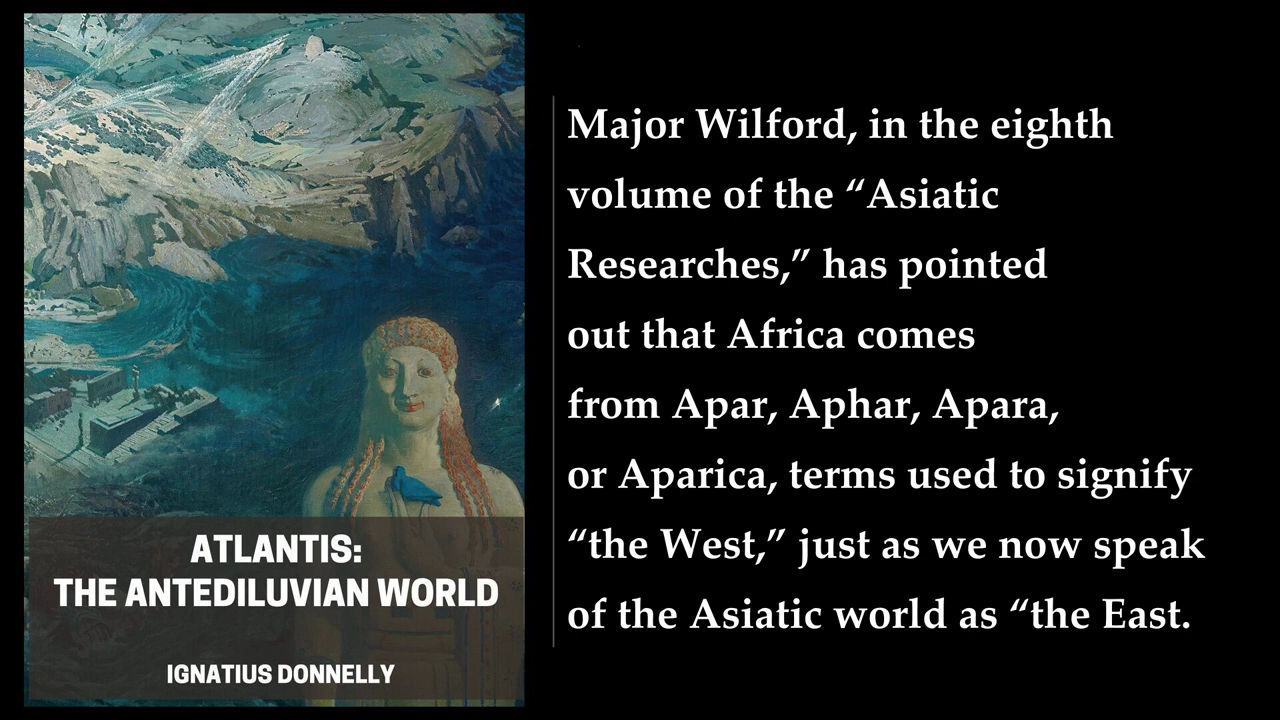 ATLANTIS:
THE ANTEDILUVIAN WORLD
IGNATIUS DONNELLY
Major Wilford, in the eighth
volume of the “Asiatic
Researches,” has pointed
out that Africa comes
from Apar, Aphar, Apara,
or Aparica, terms used to signify
“the West,” just as we now speak
of the Asiatic world as “the East.